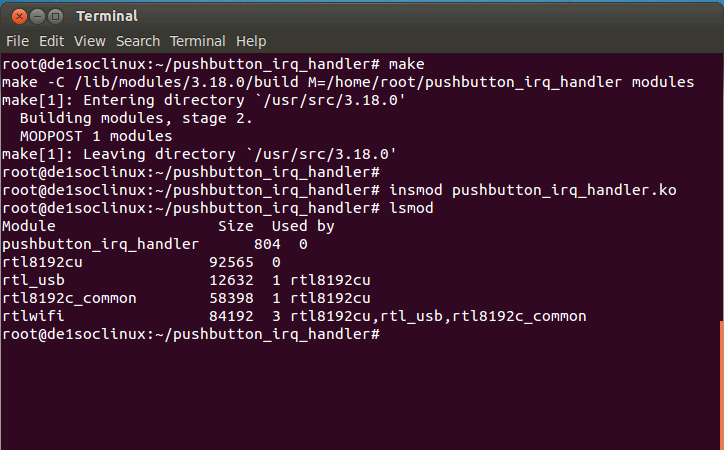 Terminal
File Edit View Search Terminal Help
root@de1soclinux:~/pushbutton_irq_handler# make
make -C /lib/modules/3.18.0/build M=/home/root/pushbutton_irq_handler modules
make[1]: Entering directory `/usr/src/3.18.0'
  Building modules, stage 2.
  MODPOST 1 modules
make[1]: Leaving directory `/usr/src/3.18.0'
root@de1soclinux:~/pushbutton_irq_handler#
root@de1soclinux:~/pushbutton_irq_handler# insmod pushbutton_irq_handler.ko
root@de1soclinux:~/pushbutton_irq_handler# lsmod
Module                  Size  Used by
pushbutton_irq_handler      804  0
rtl8192cu              92565  0
rtl_usb                12632  1 rtl8192cu
rtl8192c_common        58398  1 rtl8192cu
rtlwifi                84192  3 rtl8192cu,rtl_usb,rtl8192c_common
root@de1soclinux:~/pushbutton_irq_handler#